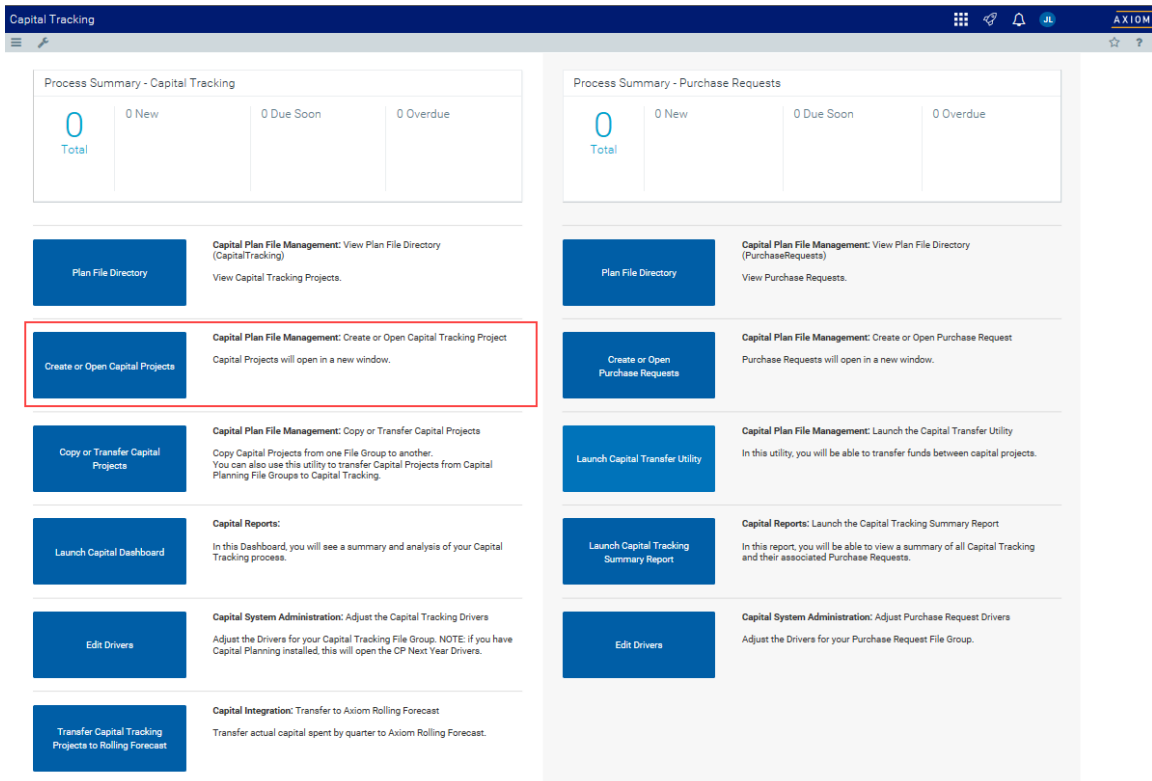 Capital Tracking
JL
AXIOM
?
Process Summary - Capital Tracking
0
Total
0 New
0 Due Soon
0 Overdue
Plan File Directory
Capital Plan File Management: View Plan File Directory
(CapitalTracking)
View Capital Tracking Projects.
Create or Open Capital Projects
Capital Plan File Management: Create or Open Capital Tracking Project
Capital Projects will open in a new window.
Copy or Transfer Capital
Projects
Capital Plan File Management: Copy or Transfer Capital Projects
Copy Capital Projects from one File Group to another.
You can also use this utility to transfer Capital Projects from Capital
Planning File Groups to Capital Tracking.
Launch Capital Dashboard
Capital Reports:
In this Dashboard, you will see a summary and analysis of your Capital
Tracking process.
Edit Drivers
Capital System Administration: Adjust the Capital Tracking Drivers
Adjust the Drivers for your Capital Tracking File Group. NOTE: if you have
Capital Planning installed, this will open the CP Next Year Drivers.
Transfer Capital Tracking
Projects to Rolling Forecast
Capital Integration: Transfer to Axiom Rolling Forecast
Transfer actual capital spent by quarter to Axiom Rolling Forecast.
Process Summary - Purchase Requests
0
Total
0 New
0 Due Soon
0 Overdue
Plan File Directory
Capital Plan File Management: View Plan File Directory
(PurchaseRequests)
View Purchase Requests.
Create or Open
Purchase Requests
Capital Plan File Management: Create or Open Purchase Request
Purchase Requests will open in a new window.
Launch Capital Transfer Utility
Capital Plan File Management: Launch the Capital Transfer Utility
In this utility, you will be able to transfer funds between capital projects.
Launch Capital Tracking
Summary Report
Capital Reports: Launch the Capital Tracking Summary Report
In this report, you will be able to view a summary of all Capital Tracking
and their associated Purchase Requests.
Edit Drivers
Capital System Administration: Adjust Purchase Request Drivers
Adjust the Drivers for your Purchase Request File Group.